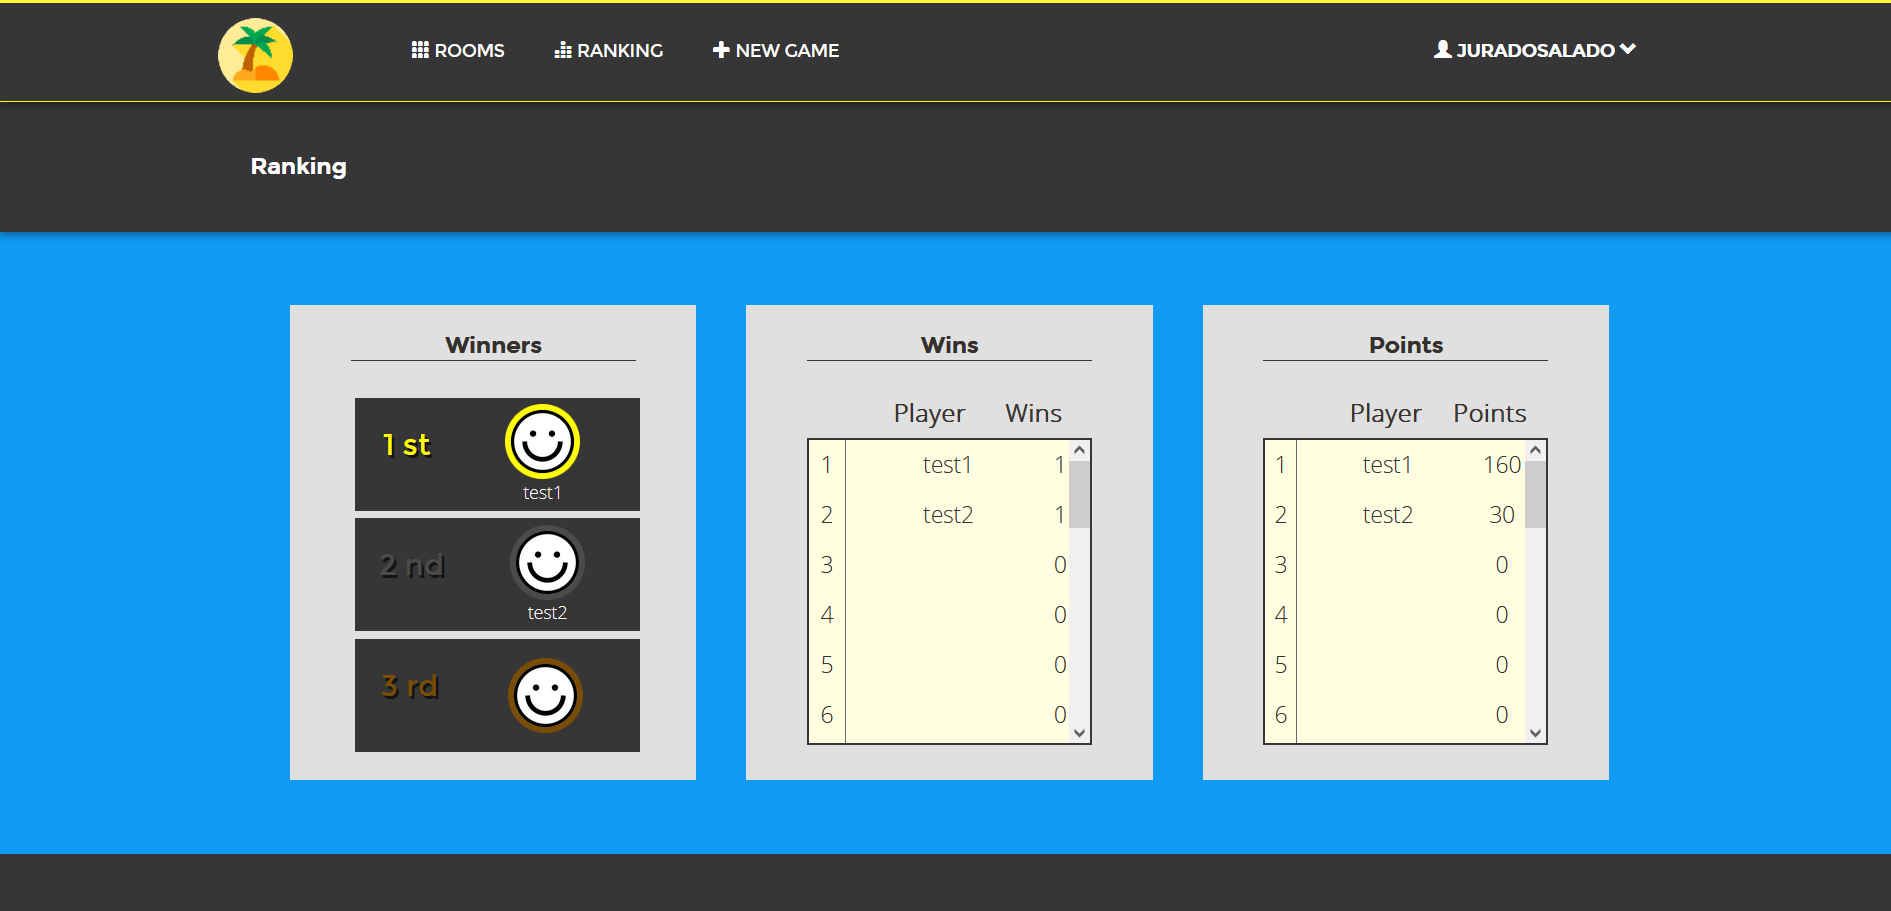 ROOMS RANKING NEW GAME JURADOSALADO
Ranking
Winners
1 st
test1
2 nd
test2
3 rd
Wins
Player Wins
1 test1 1
2 test2 1
3 0
4 0
5 0
6 0
Points
Player Points
1 test1 160
2 test2 30
3 0
4 0
5 0
6 0